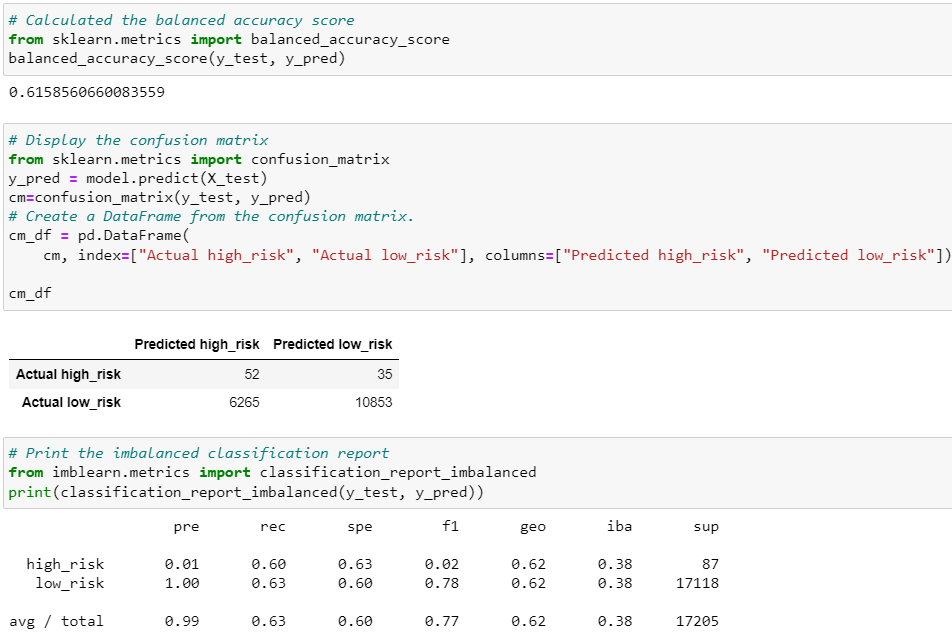 # Calculated the balanced accuracy score
from sklearn.metrics import balanced_accuracy_score
balanced_accuracy_score(y_test, y_pred)
0.6158560660083559
# Display the confusion matrix
from sklearn.metrics import confusion_matrix
y_pred = model.predict(X_test)
cm=confusion_matrix(y_test, y_pred)
# Create a DataFrame from the confusion matrix.
cm_df = pd.DataFrame(
    cm, index=["Actual high_risk", "Actual low_risk"], columns=["Predicted high_risk", "Predicted low_risk"])
cm_df
Predicted high_risk Predicted low_risk
Actual high_risk 52 35
Actual low_risk 6265 10853
# Print the imbalanced classification report
from imblearn.metrics import classification_report_imbalanced
print(classification_report_imbalanced(y_test, y_pred))
pre rec spe f1 geo iba sup
high_risk 0.01 0.60 0.63 0.02 0.62 0.38 87
low_risk 1.00 0.63 0.60 0.78 0.62 0.38 17118
avg / total 0.99 0.63 0.60 0.77 0.62 0.38 17205